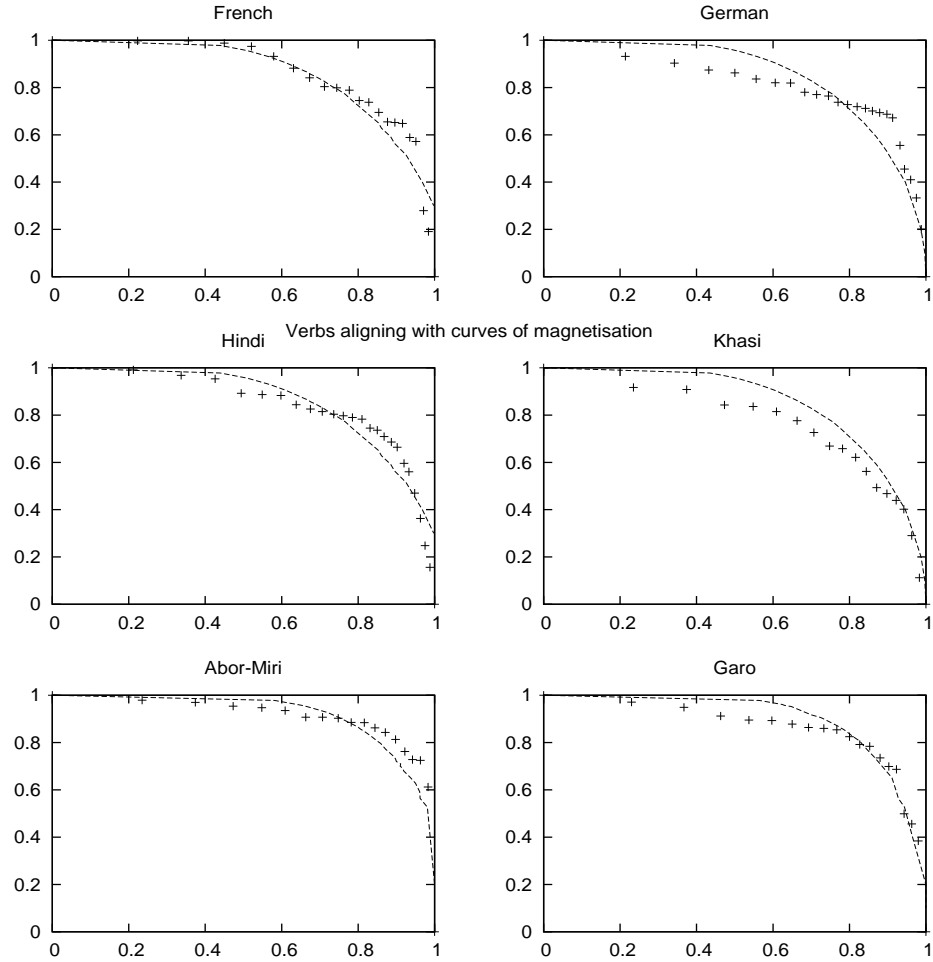 French German
1 1
0.8 0.8
0.6 0.6
0.4 0.4
0.2 0.2
0 0
0 0.2 0.4 0.6 0.8 1 0 0.2 0.4 0.6 0.8 1
Verbs aligning with curves of magnetisation
Hindi Khasi
1 1
0.8 0.8
0.6 0.6
0.4 0.4
0.2 0.2
0 0
0 0.2 0.4 0.6 0.8 1 0 0.2 0.4 0.6 0.8 1
Abor-Miri Garo
1 1
0.8 0.8
0.6 0.6
0.4 0.4
0.2 0.2
0 0
0 0.2 0.4 0.6 0.8 1 0 0.2 0.4 0.6 0.8 1